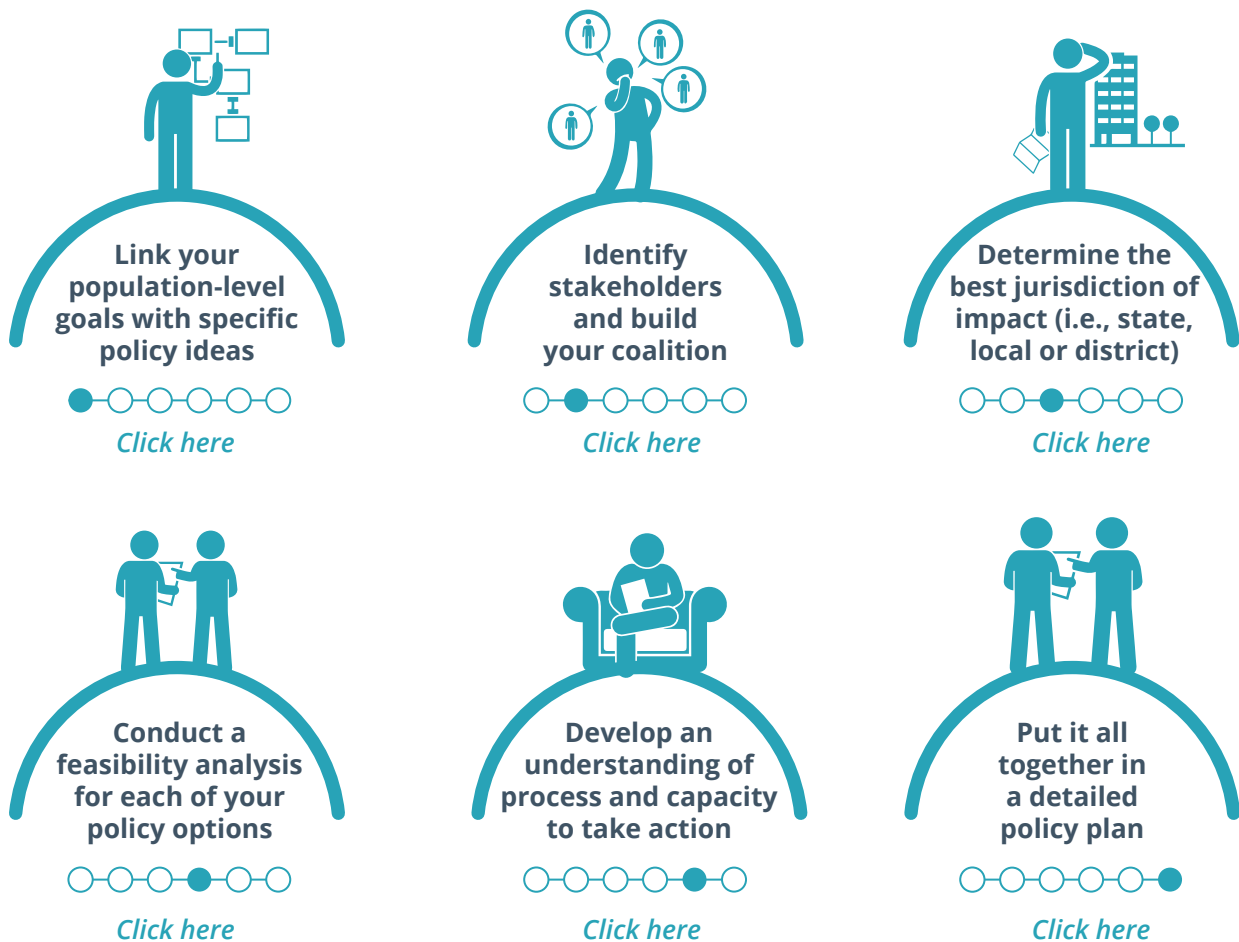 Link your
population-level
goals with specific
policy ideas
Click here
Identify
stakeholders
and build
your coalition
Click here
Determine the
best jurisdiction of
impact (i.e., state,
local or district)
Click here
Conduct a
feasibility analysis
for each of your
policy options
Click here
Develop an
understanding of
process and capacity
to take action
Click here
Put it all
together in
a detailed
policy plan
Click here